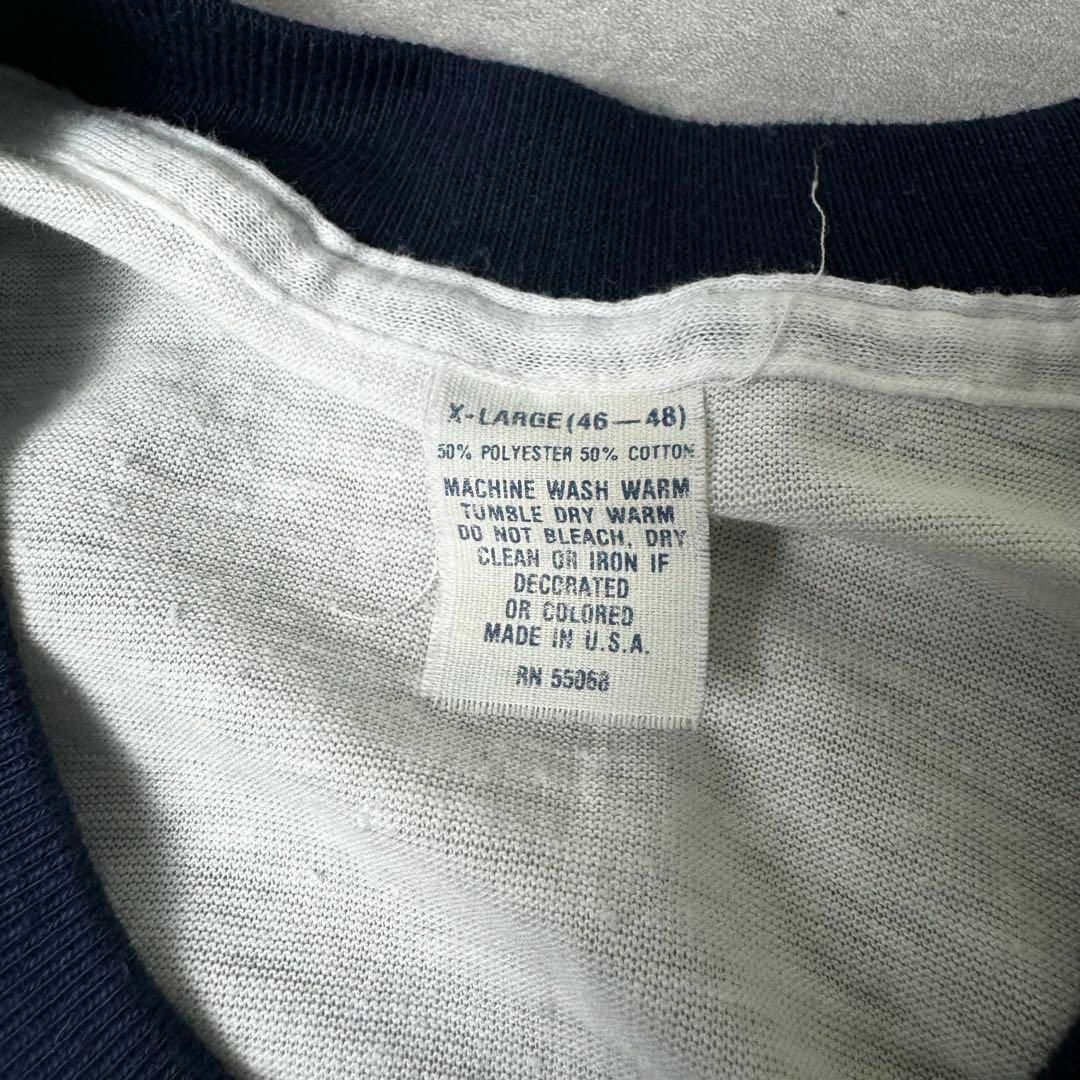 X-LARGE (46—48)
50% POLYESTER 50% COTTON
MACHINE WASH WARM
TUMBLE DRY WARM
DO NOT BLEACH, DRY
CLEAN OR IRON IF
DECORATED
OR COLORED
MADE IN U.S.A.
RN 55068